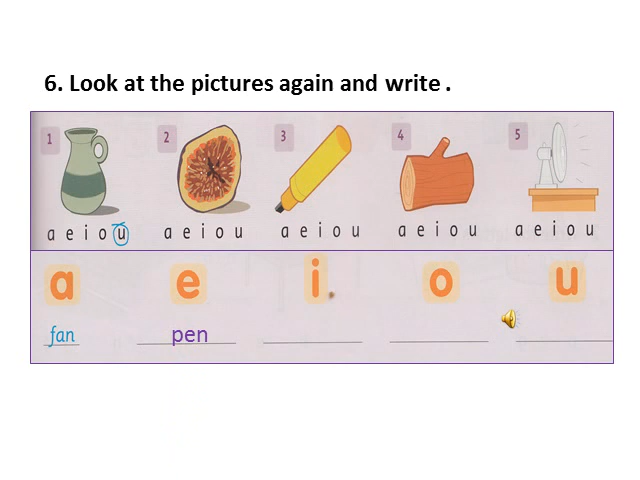 6. Look at the pictures again and write .
1 2 3 4 5
a e i o u a e i o u a e i o u a e i o u a e i o u
a e i o u
fan pen